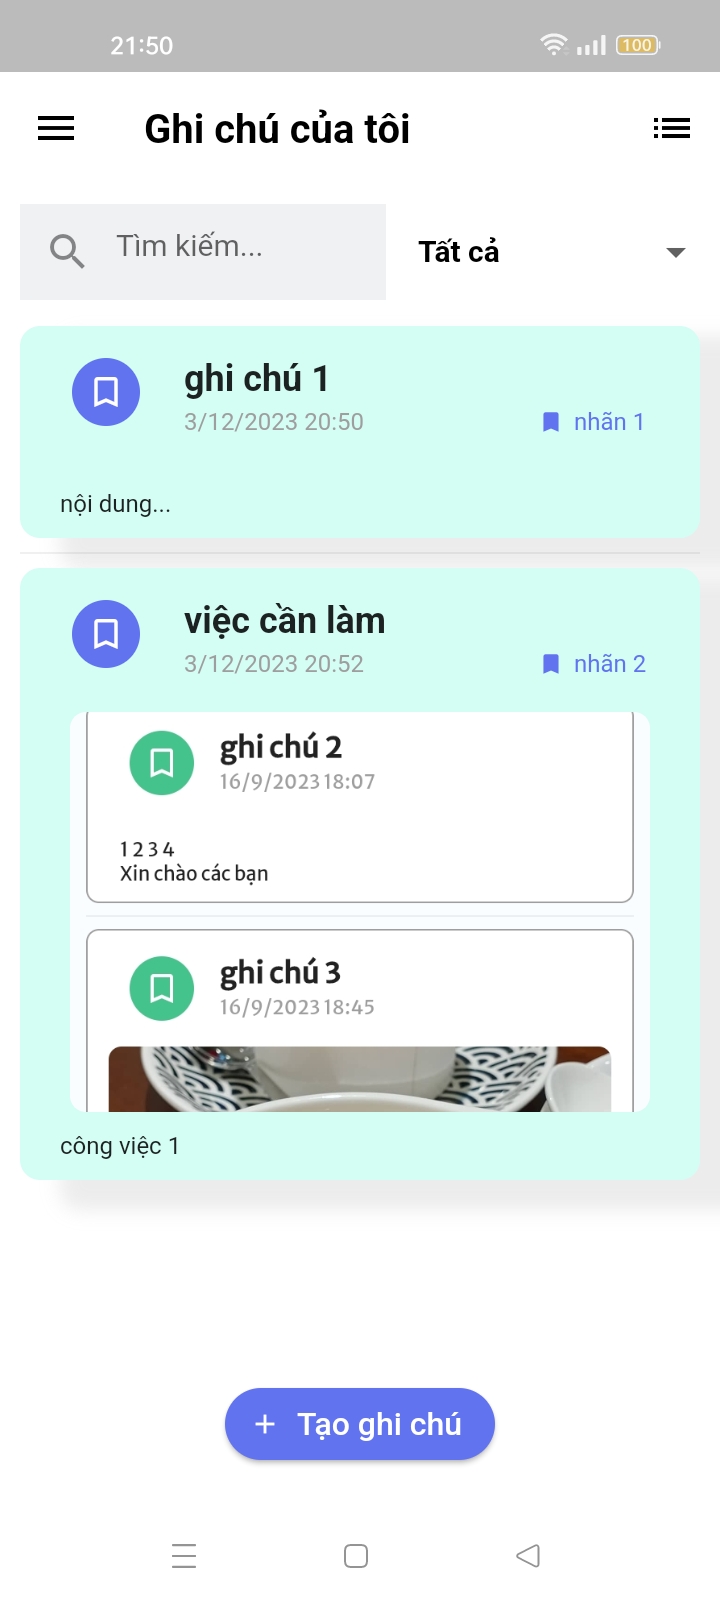 21:50
100
Ghi chú của tôi
Tìm kiếm...
Tất cả
ghi chú 1
3/12/2023 20:50
nhãn 1
nội dung...
việc cần làm
3/12/2023 20:52
nhãn 2
ghi chú 2
16/9/2023 18:07
1 2 3 4
Xin chào các bạn
ghi chú 3
16/9/2023 18:45
công việc 1
+ Tạo ghi chú